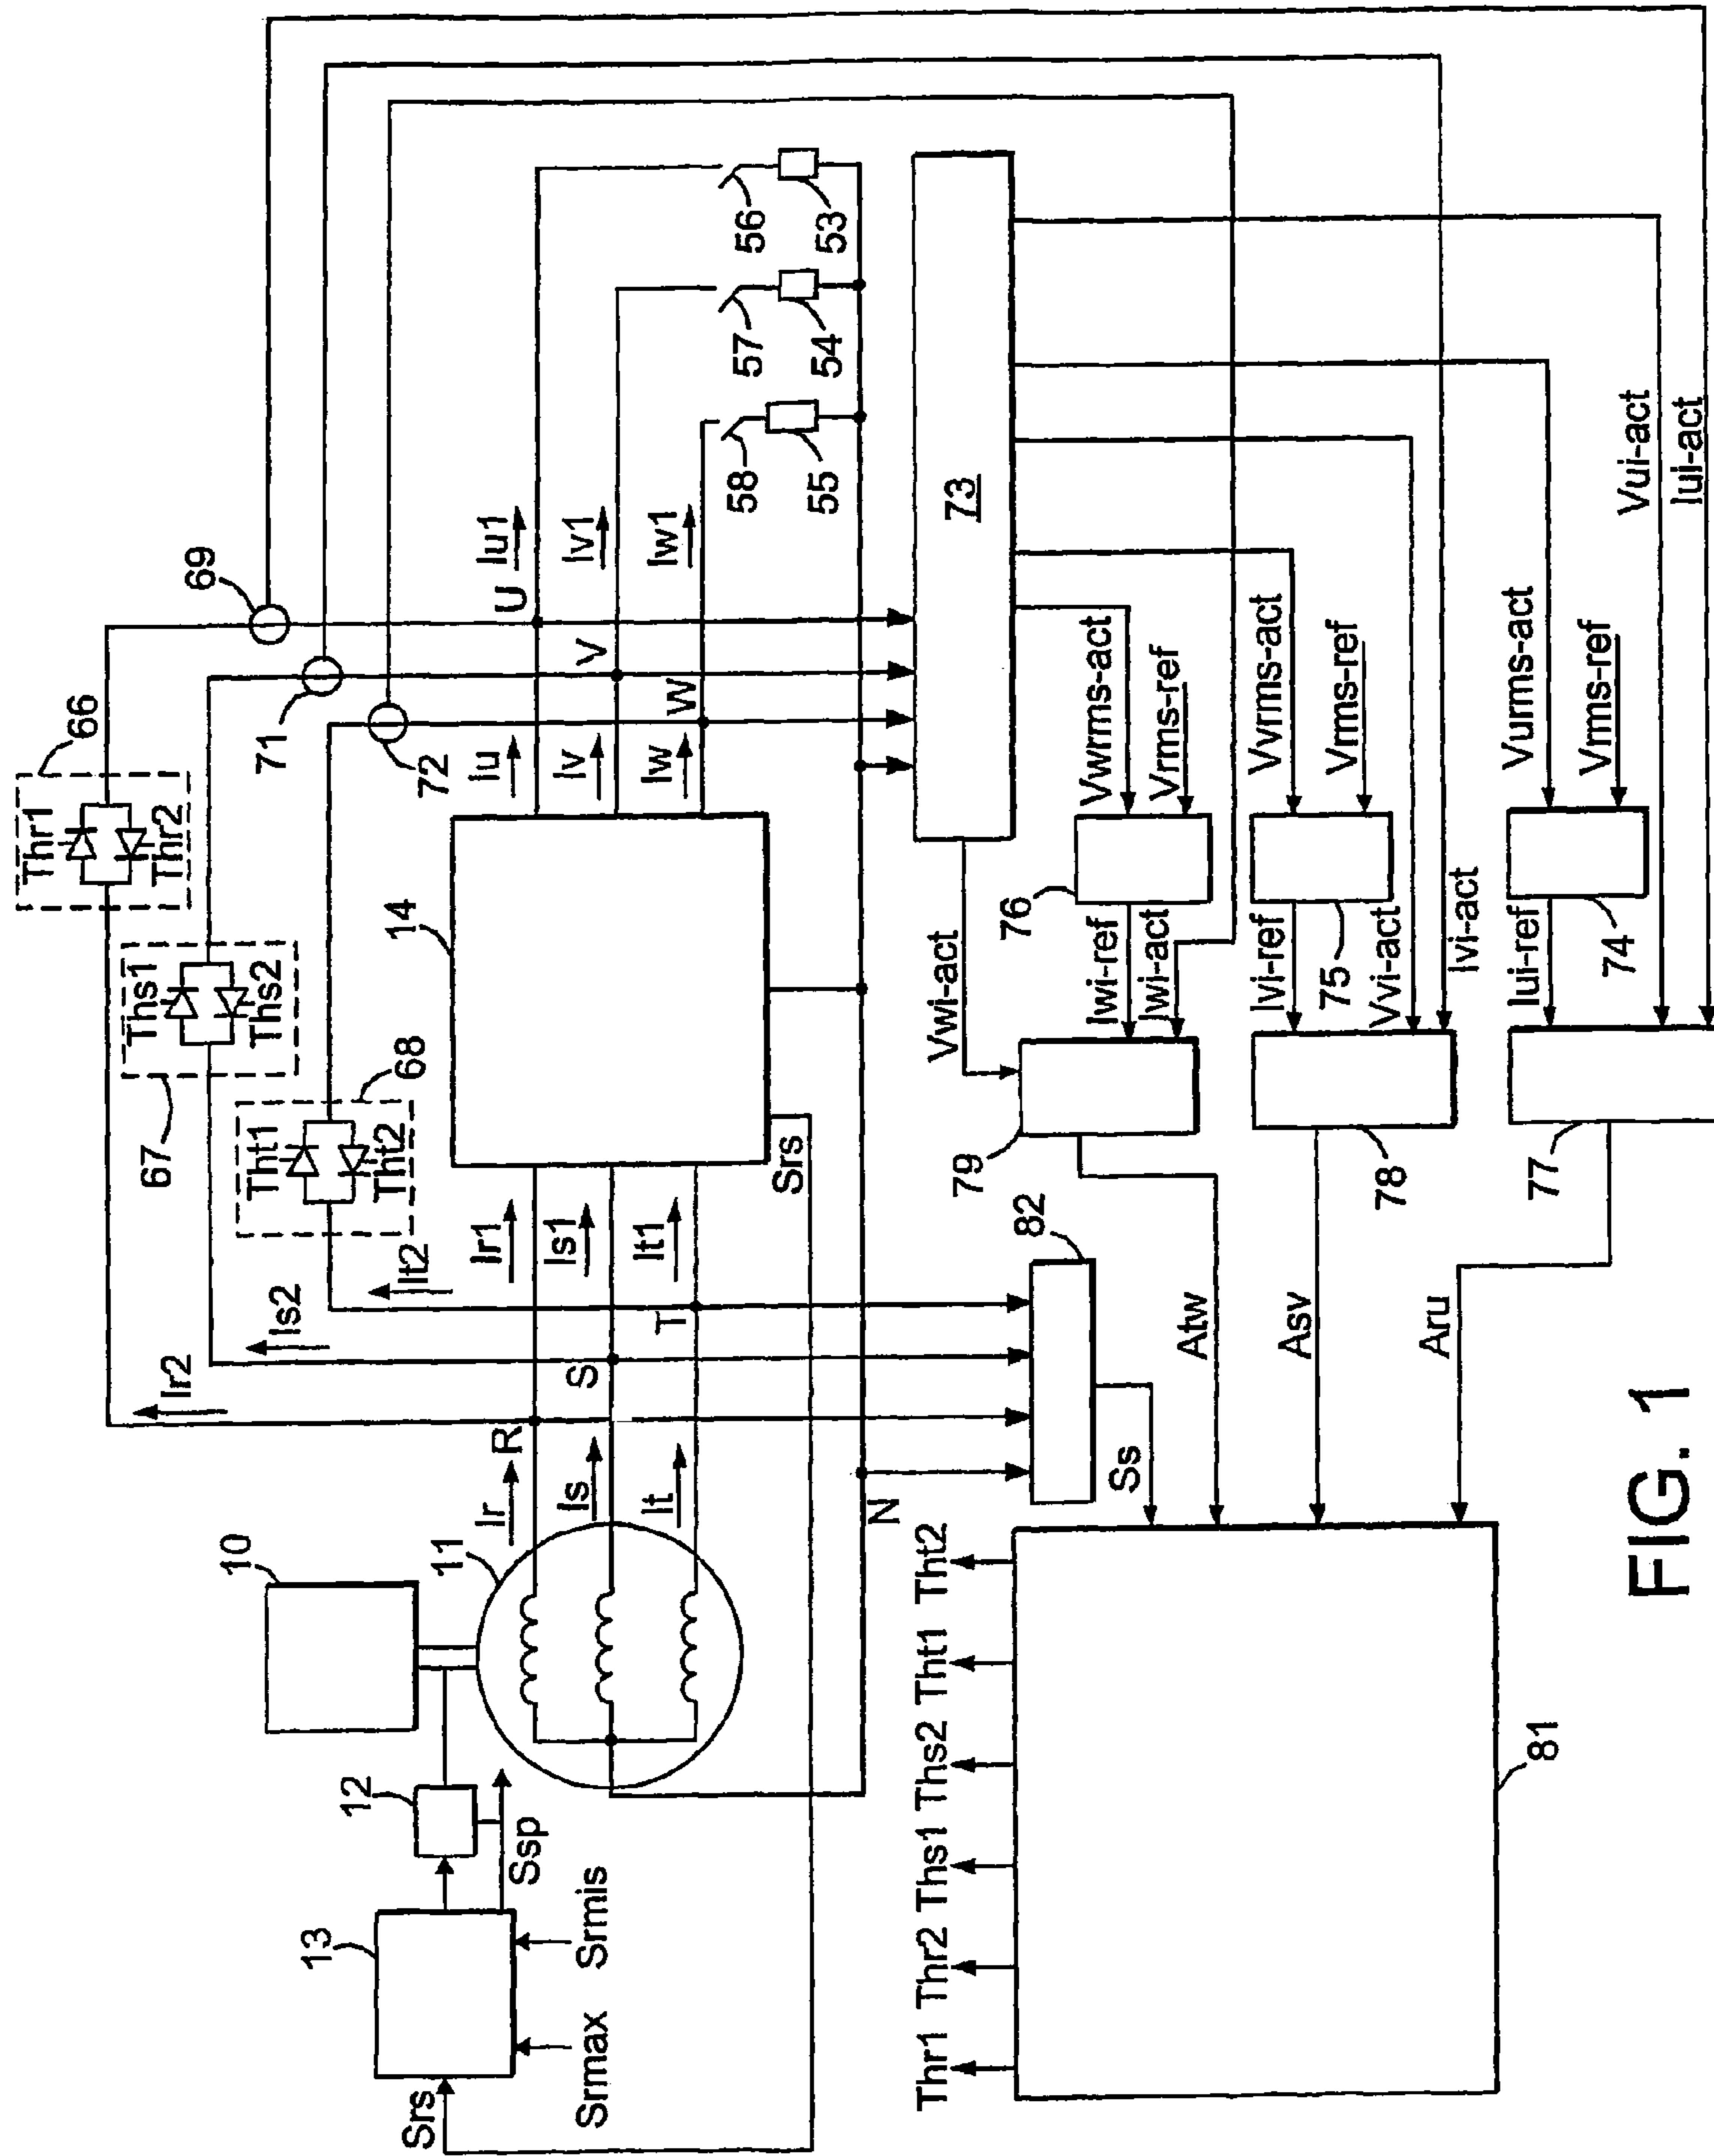 Thr1
Thr2
66
Ths1
Ths2
67
Tht1
Tht2
68
69
71
72
Ir2
Is2
It2
10
11
12
13
14
Ssp
Srs
Srmax
Srmis
Ir
Is
It
R
S
T
N
Ir1
Is1
It1
Srs
Iu
Iv
Iw
U
V
W
Iu1
Iv1
Iw1
56
57
58
53
54
55
73
82
Ss
Vwi-act
Vwrms-act
Vrms-ref
76
Iwi-ref
Iwi-act
79
Atw
Vvrms-act
Vrms-ref
75
Ivi-ref
Vvi-act
Ivi-act
78
Asv
Vurms-act
Vrms-ref
74
Iui-ref
Vui-act
Iui-act
77
Aru
Thr1
Thr2
Ths1
Ths2
Tht1
Tht2
81
FIG. 1